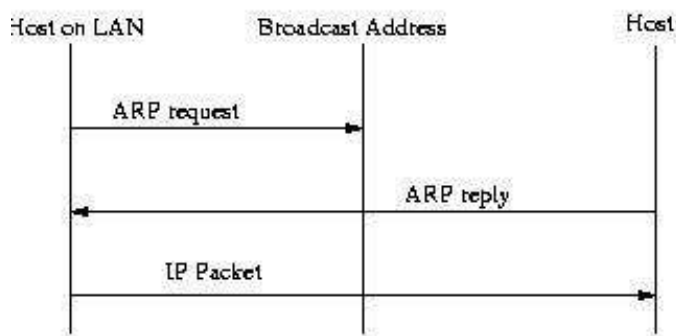 Host on LAN
Broadcast Address
Host
ARP request
ARP reply
IP Packet